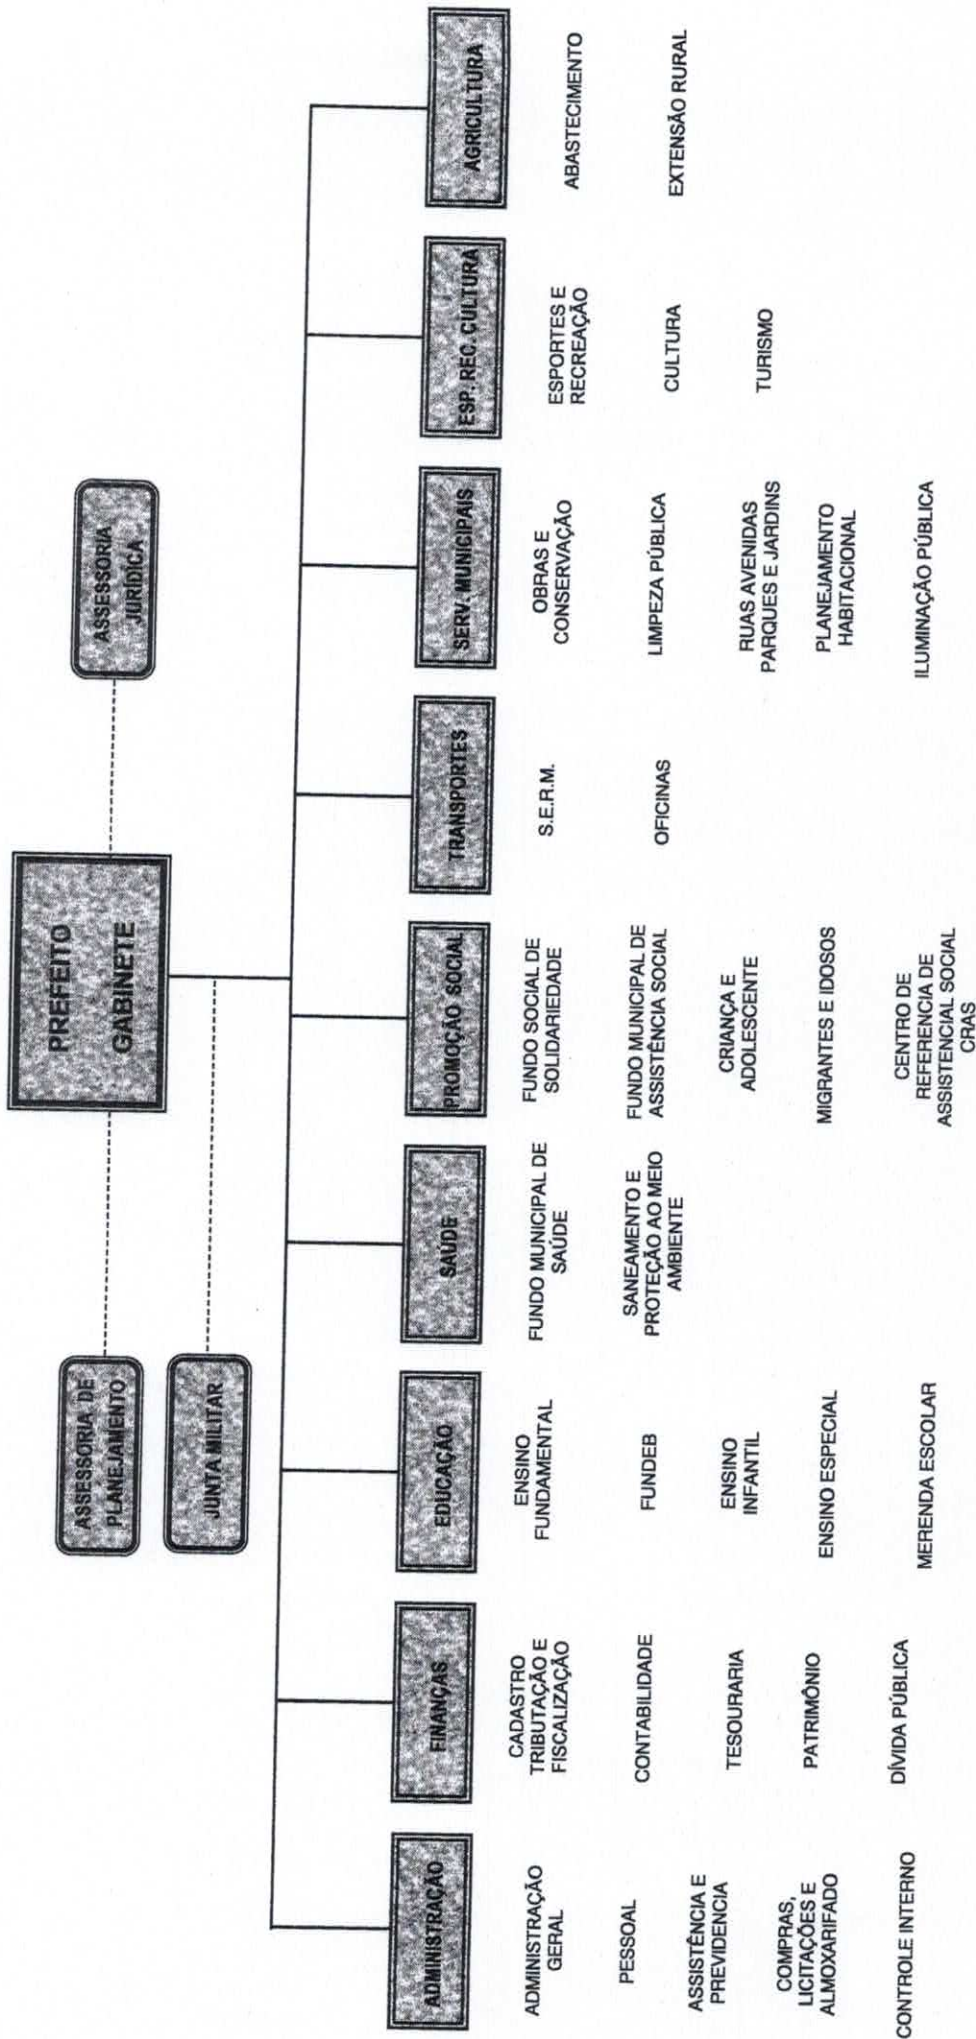 PREFEITO
GABINETE
ASSESSORIA DE
PLANEJAMENTO
ASSESSORIA
JURÍDICA
JUNTA MILITAR
ADMINISTRAÇÃO
ADMINISTRAÇÃO
GERAL
PESSOAL
ASSISTÊNCIA E
PREVIDENCIA
COMPRAS,
LICITAÇÕES E
ALMOXARIFADO
CONTROLE INTERNO
FINANÇAS
CADASTRO
TRIBUTAÇÃO E
FISCALIZAÇÃO
CONTABILIDADE
TESOURARIA
PATRIMÔNIO
DÍVIDA PÚBLICA
EDUCAÇÃO
ENSINO
FUNDAMENTAL
FUNDEB
ENSINO
INFANTIL
ENSINO ESPECIAL
MERENDA ESCOLAR
SAÚDE
FUNDO MUNICIPAL DE
SAÚDE
SANEAMENTO E
PROTEÇÃO AO MEIO
AMBIENTE
PROMOÇÃO SOCIAL
FUNDO SOCIAL DE
SOLIDARIEDADE
FUNDO MUNICIPAL DE
ASSISTÊNCIA SOCIAL
CRIANÇA E
ADOLESCENTE
MIGRANTES E IDOSOS
CENTRO DE
REFERENCIA DE
ASSISTENCIAL SOCIAL
CRAS
TRANSPORTES
S.E.R.M.
OFICINAS
SERV. MUNICIPAIS
OBRAS E
CONSERVAÇÃO
LIMPEZA PÚBLICA
RUAS AVENIDAS
PARQUES E JARDINS
PLANEJAMENTO
HABITACIONAL
ILUMINAÇÃO PÚBLICA
ESP. REC. CULTURA
ESPORTES E
RECREAÇÃO
CULTURA
TURISMO
AGRICULTURA
ABASTECIMENTO
EXTENSÃO RURAL